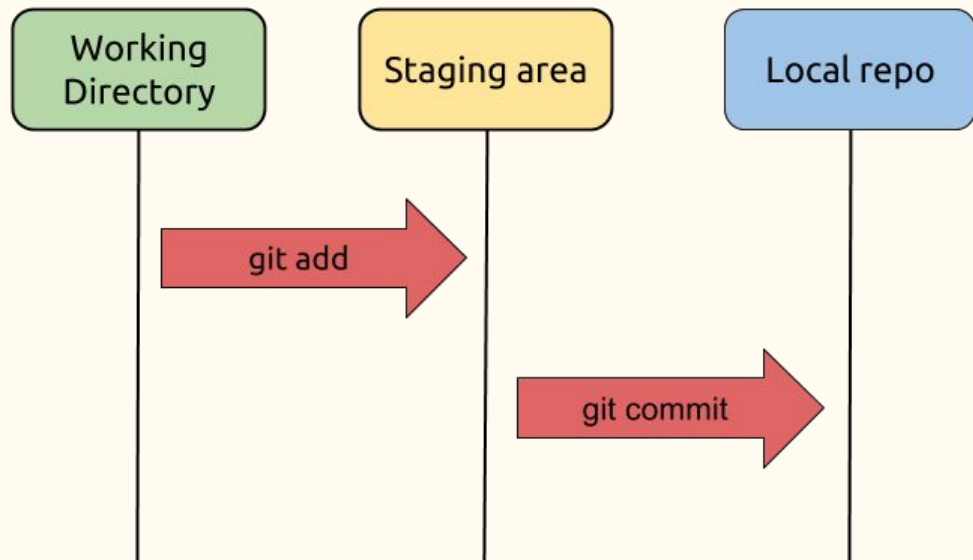 Working
Directory
Staging area
Local repo
git add
git commit